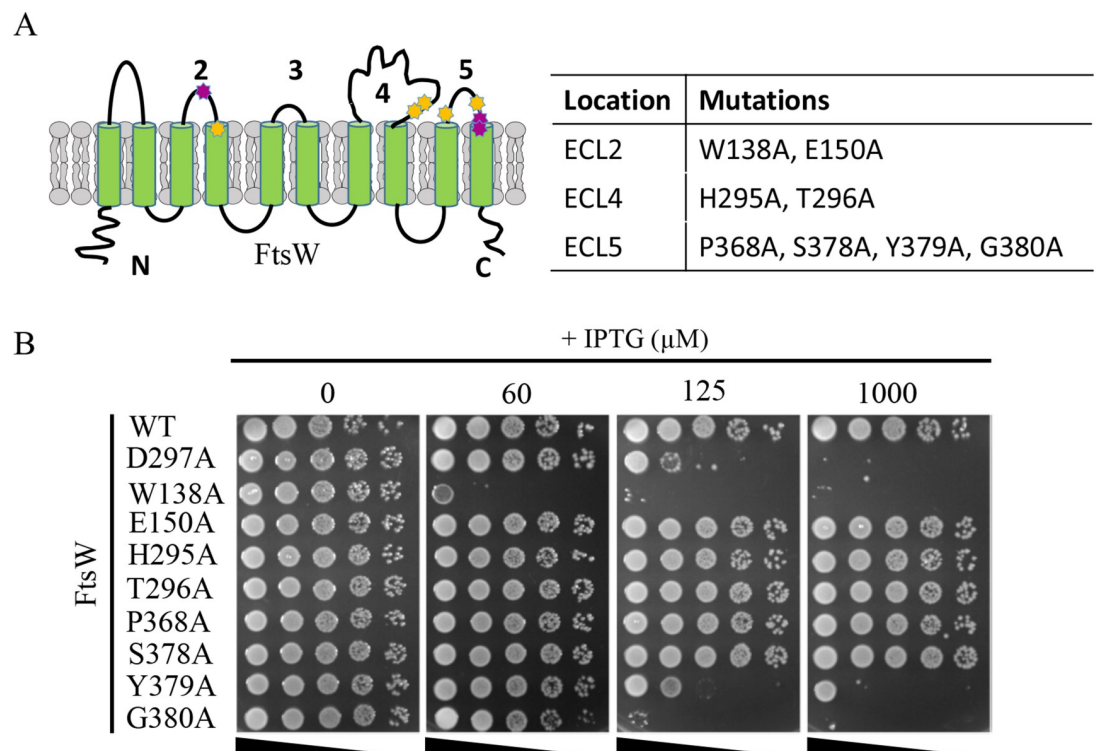 A
2
3
4
5
N
FtsW
C
Location Mutations
ECL2 W138A, E150A
ECL4 H295A, T296A
ECL5 P368A, S378A, Y379A, G380A
B
+ IPTG (μM)
0 60 125 1000
FtsW
WT
D297A
W138A
E150A
H295A
T296A
P368A
S378A
Y379A
G380A